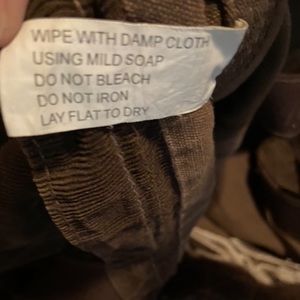 WIPE WITH DAMP CLOTH
USING MILD SOAP
DO NOT BLEACH
DO NOT IRON
LAY FLAT TO DRY